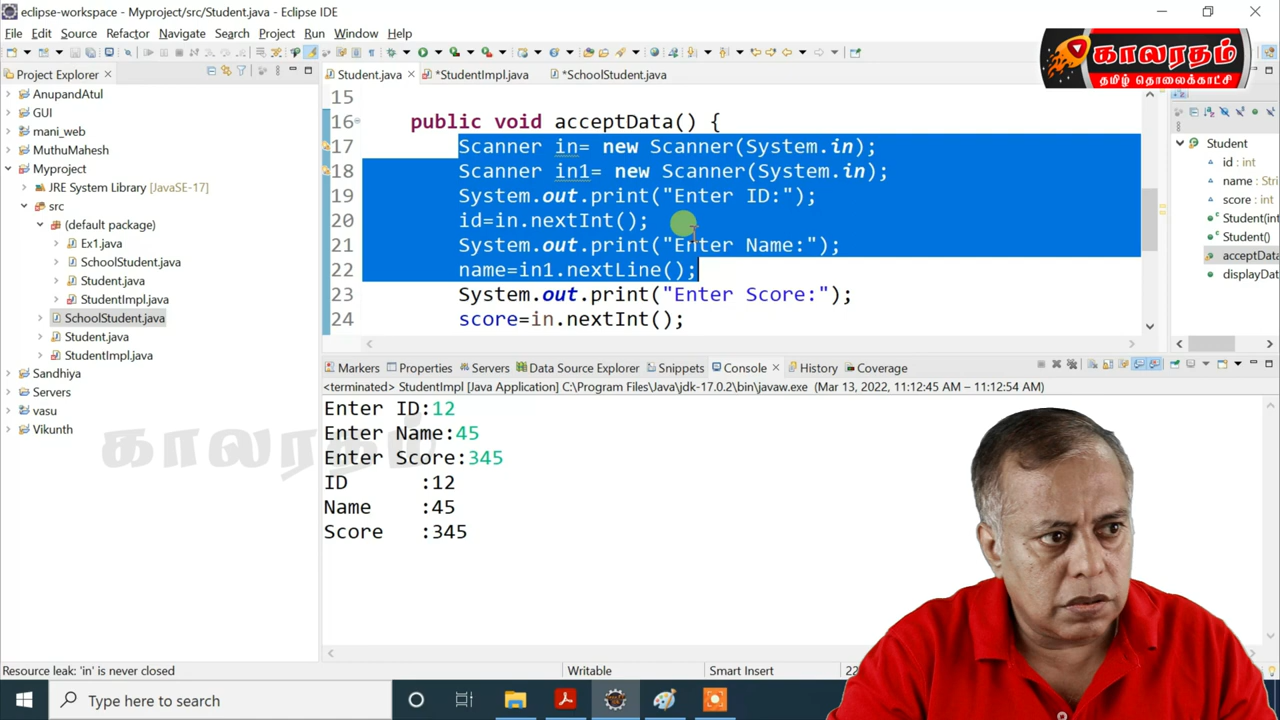 eclipse-workspace - Myproject/src/Student.java - Eclipse IDE
File Edit Source Refactor Navigate Search Project Run Window Help
காலரதம்
தமிழ் தொலைக்காட்சி
Project Explorer
AnupandAtul
GUI
mani_web
MuthuMahesh
Myproject
JRE System Library [JavaSE-17]
src
(default package)
Ex1.java
SchoolStudent.java
Student.java
StudentImpl.java
SchoolStudent.java
Student.java
StudentImpl.java
Sandhiya
Servers
vasu
Vikunth
Student.java *StudentImpl.java *SchoolStudent.java
15
16 public void acceptData() {
17 Scanner in= new Scanner(System.in);
18 Scanner in1= new Scanner(System.in);
19 System.out.print("Enter ID:");
20 id=in.nextInt();
21 System.out.print("Enter Name:");
22 name=in1.nextLine();
23 System.out.print("Enter Score:");
24 score=in.nextInt();
Student
id : int
name : Stri
score : int
Student(int
Student()
acceptData
displayDat
Markers Properties Servers Data Source Explorer Snippets Console History Coverage
<terminated> StudentImpl [Java Application] C:\Program Files\Java\jdk-17.0.2\bin\javaw.exe (Mar 13, 2022, 11:12:45 AM – 11:12:54 AM)
Enter ID:12
Enter Name:45
Enter Score:345
ID :12
Name :45
Score :345
காலரதம்
Resource leak: 'in' is never closed Writable Smart Insert 22
Type here to search